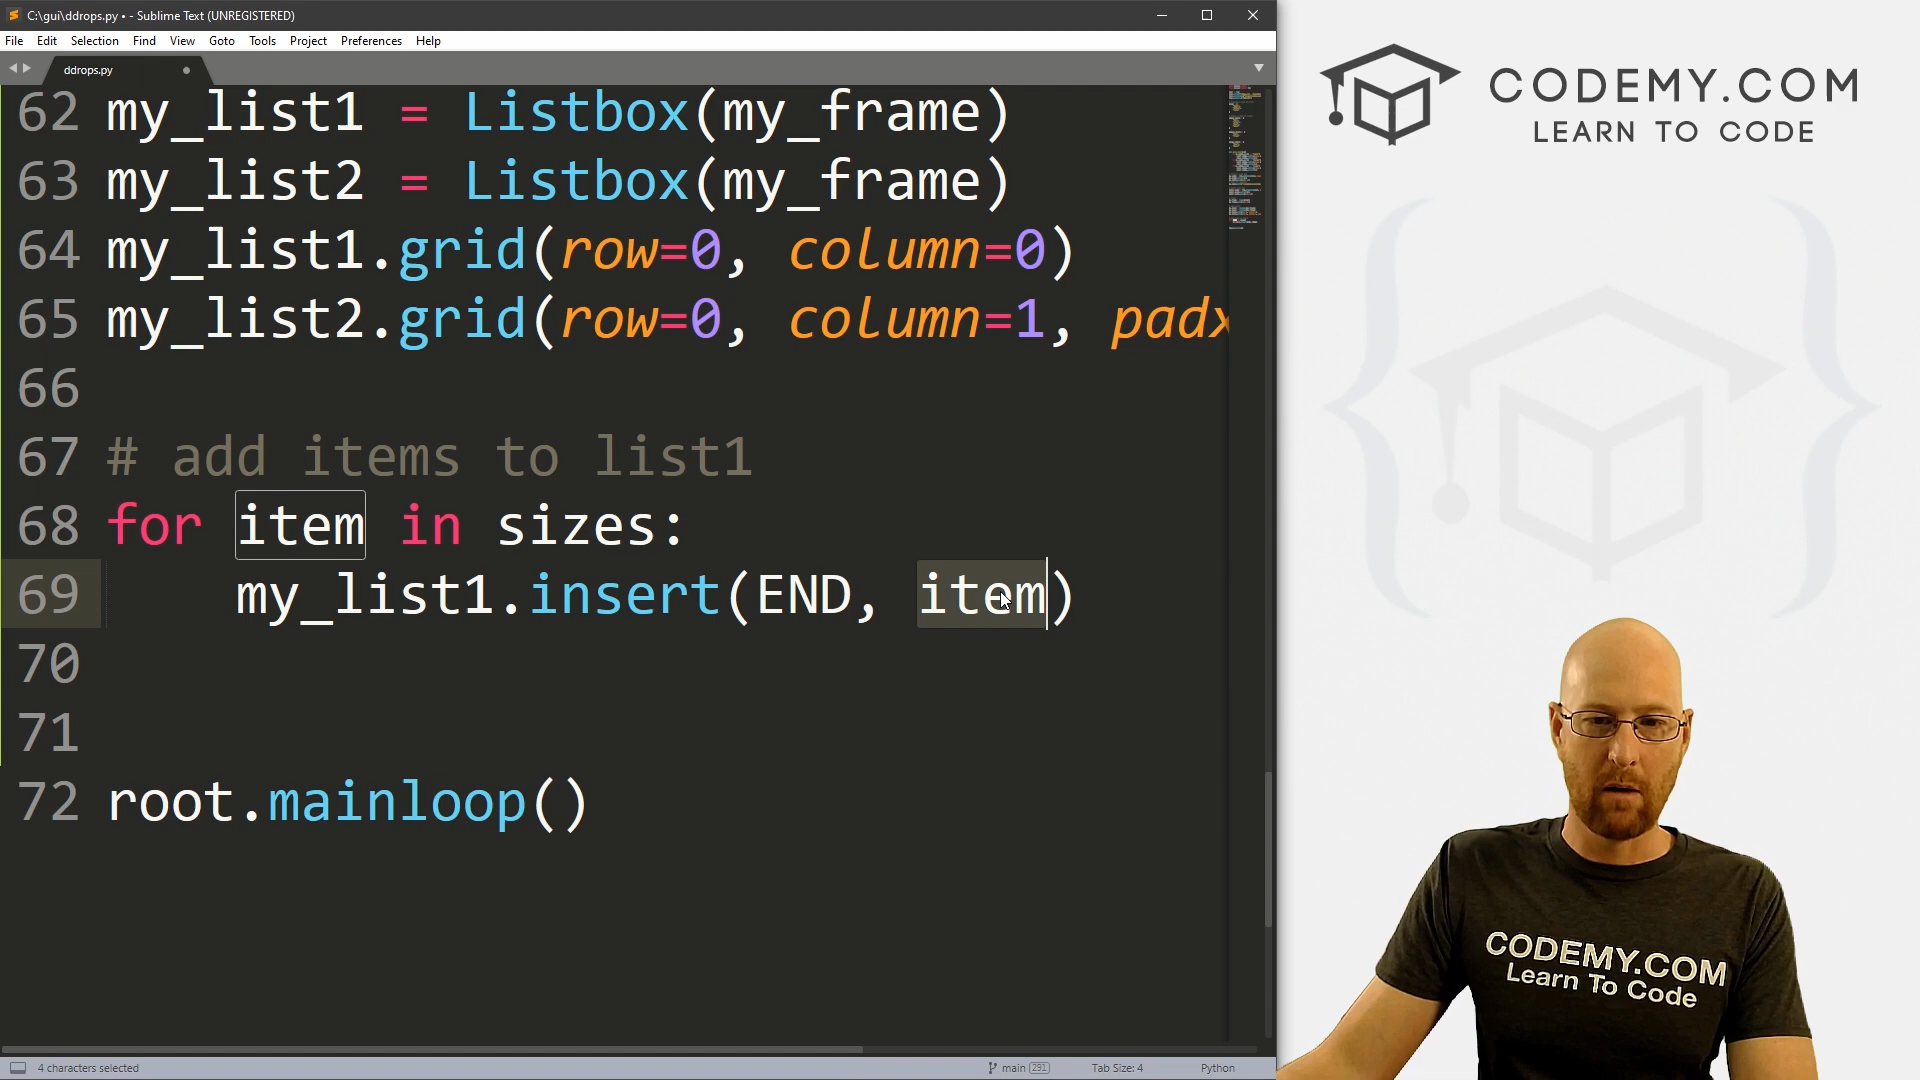 C:\gui\ddrops.py • - Sublime Text (UNREGISTERED)
File Edit Selection Find View Goto Tools Project Preferences Help
ddrops.py
62 my_list1 = Listbox(my_frame)
63 my_list2 = Listbox(my_frame)
64 my_list1.grid(row=0, column=0)
65 my_list2.grid(row=0, column=1, padx
66
67 # add items to list1
68 for item in sizes:
69 my_list1.insert(END, item)
70
71
72 root.mainloop()
4 characters selected
main 291
Tab Size: 4
Python
CODEMY.COM
LEARN TO CODE
CODEMY.COM
Learn To Code